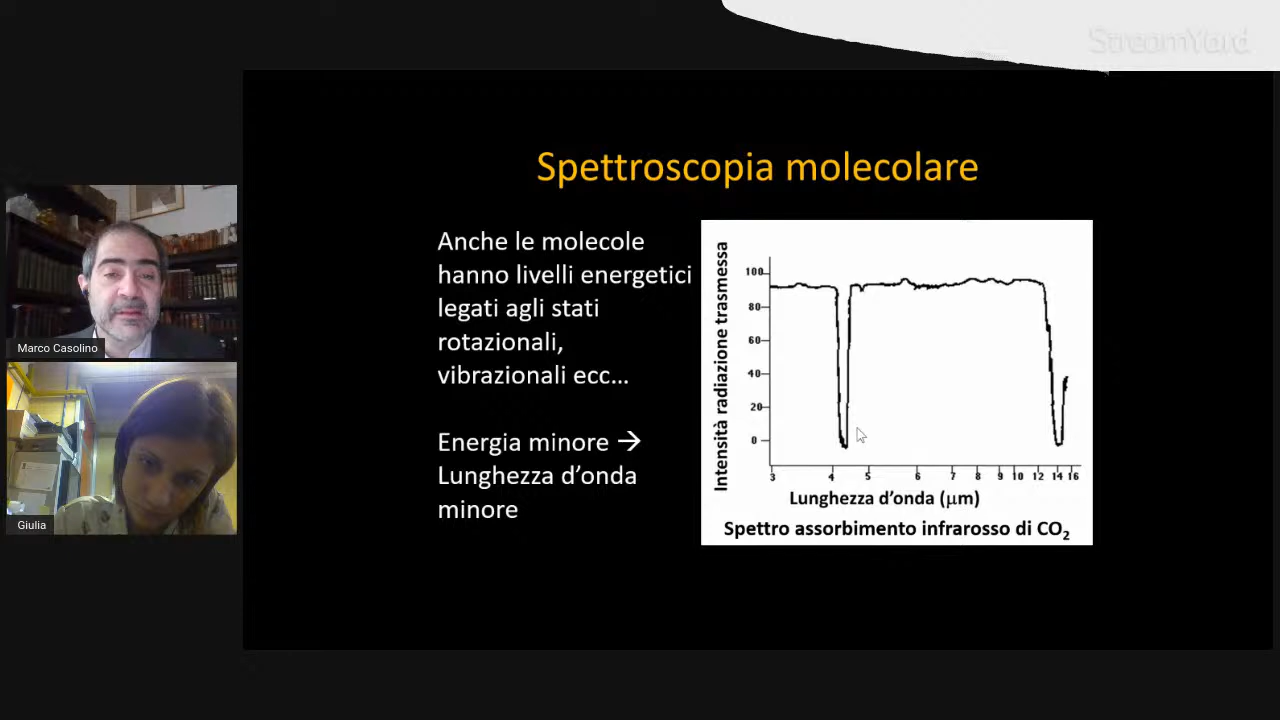 StreamYard
Spettroscopia molecolare
Anche le molecole
hanno livelli energetici
legati agli stati
rotazionali,
vibrazionali ecc...
Energia minore →
Lunghezza d'onda
minore
Intensità radiazione trasmessa
100
80
60
40
20
0
3 4 5 6 7 8 9 10 12 14 16
Lunghezza d'onda (μm)
Spettro assorbimento infrarosso di CO₂
Marco Casolino
Giulia